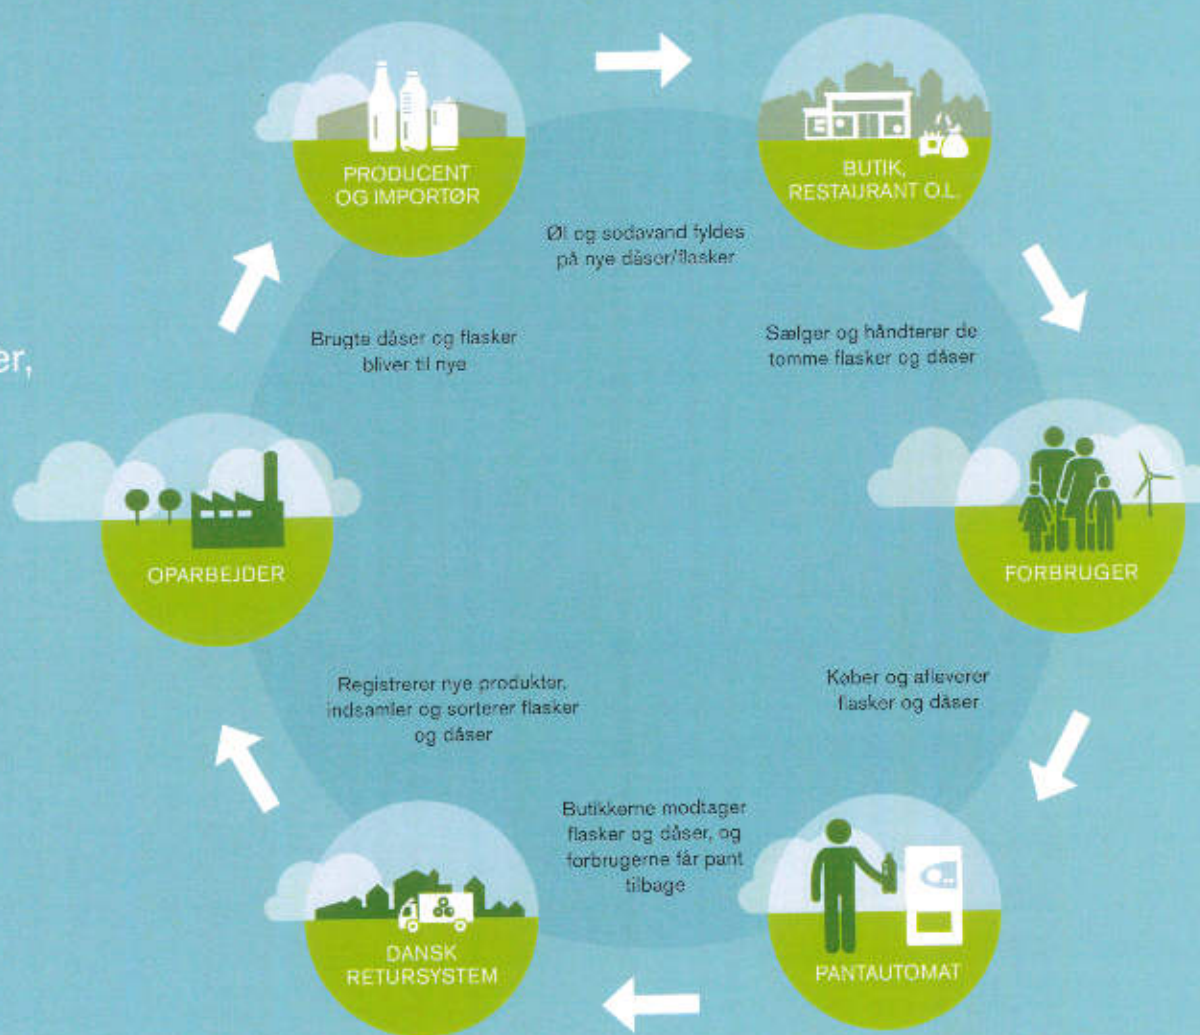 PRODUCENT
OG IMPORTØR
BUTIK,
RESTAURANT O.L.
Øl og sodavand fyldes
på nye dåser/flasker
Brugte dåser og flasker
bliver til nye
Sælger og håndterer de
tomme flasker og dåser
er,
OPARBEJDER
FORBRUGER
Registrerer nye produkter,
indsamler og sorterer flasker
og dåser
Køber og afleverer
flasker og dåser
Butikkerne modtager
flasker og dåser, og
forbrugerne får pant
tilbage
DANSK
RETURSYSTEM
PANTAUTOMAT